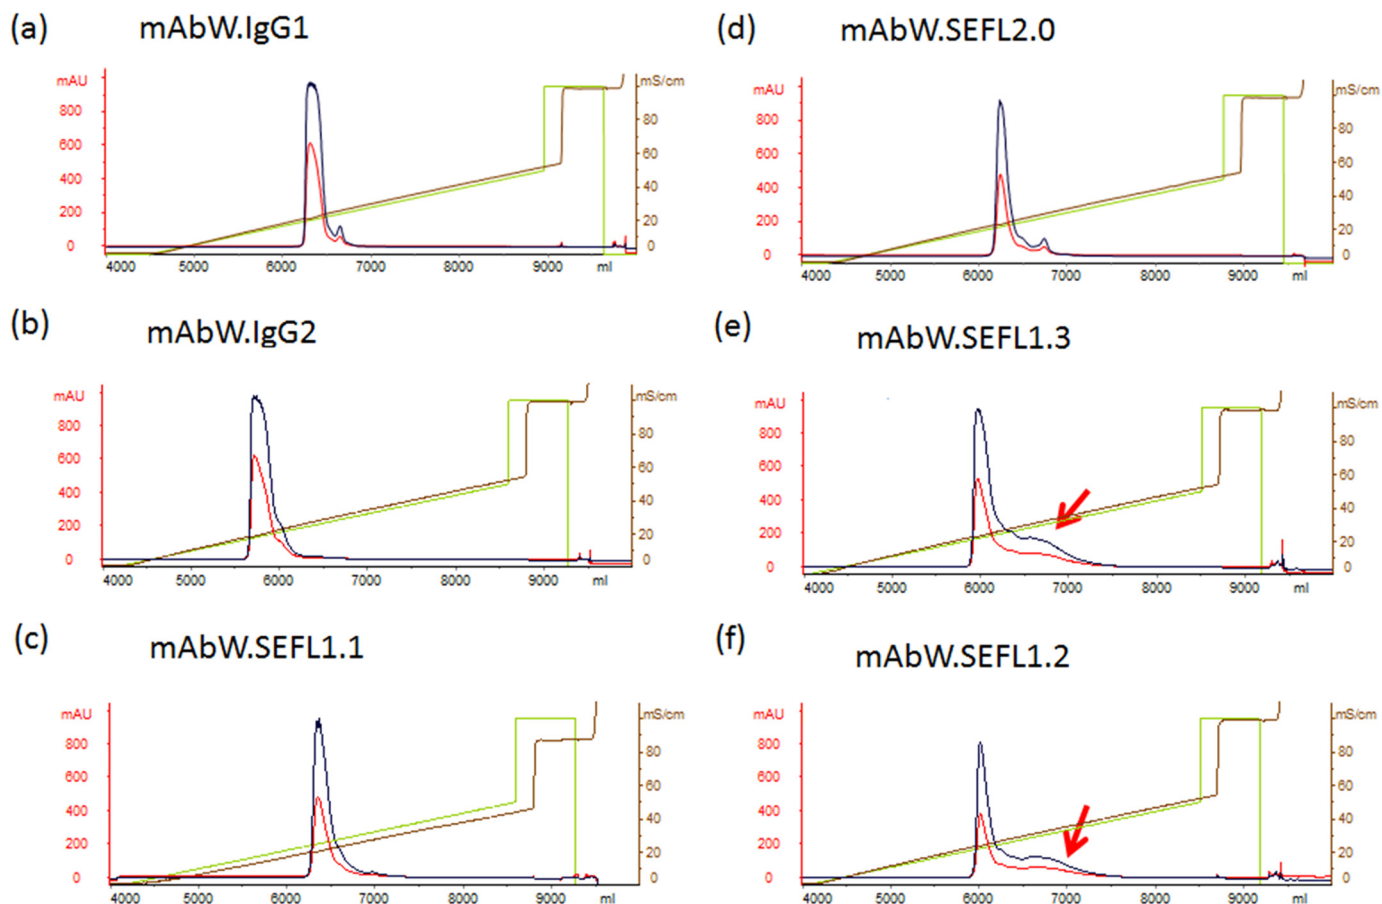 (a) mAbW.IgG1
mAU mS/cm
800 80
600 60
400 40
200 20
0 0
4000 5000 6000 7000 8000 9000 ml
(b) mAbW.IgG2
mAU mS/cm
800 80
600 60
400 40
200 20
0 0
4000 5000 6000 7000 8000 9000 ml
(c) mAbW.SEFL1.1
mAU mS/cm
800 80
600 60
400 40
200 20
0 0
4000 5000 6000 7000 8000 9000 ml
(d) mAbW.SEFL2.0
mAU mS/cm
800 80
600 60
400 40
200 20
0 0
4000 5000 6000 7000 8000 9000 ml
(e) mAbW.SEFL1.3
mAU mS/cm
800 80
600 60
400 40
200 20
0 0
4000 5000 6000 7000 8000 9000 ml
(f) mAbW.SEFL1.2
mAU mS/cm
800 80
600 60
400 40
200 20
0 0
4000 5000 6000 7000 8000 9000 ml